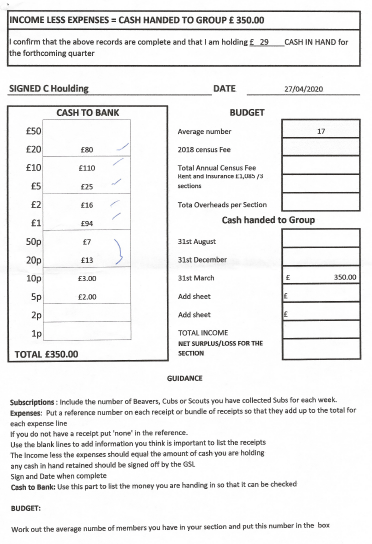 INCOME LESS EXPENSES = CASH HANDED TO GROUP £ 350.00
I confirm that the above records are complete and that I am holding £ 29 CASH IN HAND for
the forthcoming quarter
SIGNED C Houlding DATE 27/04/2020
CASH TO BANK
£50
£20 £80
£10 £110
£5 £25
£2 £16
£1 £94
50p £7
20p £13
10p £3.00
5p £2.00
2p
1p
TOTAL £350.00
BUDGET
Average number 17
2018 census Fee
Total Annual Census Fee
Rent and Insurance £1,085 /3
sections
Tota Overheads per Section
Cash handed to Group
31st August
31st December
31st March £ 350.00
Add sheet £
Add sheet £
TOTAL INCOME
NET SURPLUS/LOSS FOR THE
SECTION
GUIDANCE
Subscriptions : Include the number of Beavers, Cubs or Scouts you have collected Subs for each week.
Expenses: Put a reference number on each receipt or bundle of receipts so that they add up to the total for
each expense line
If you do not have a receipt put 'none' in the reference.
Use the blank lines to add information you think is important to list the receipts
The Income less the expenses should equal the amount of cash you are holding
any cash in hand retained should be signed off by the GSL
Sign and Date when complete
Cash to Bank: Use this part to list the money you are handing in so that it can be checked
BUDGET:
Work out the average numbe of members you have in your section and put this number in the box